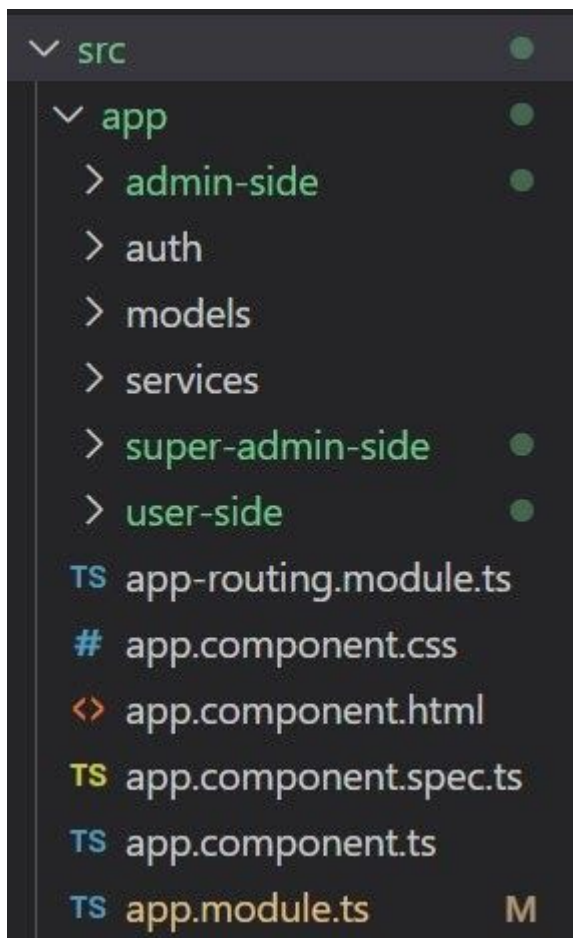 src
app
admin-side
auth
models
services
super-admin-side
user-side
TS app-routing.module.ts
# app.component.css
<> app.component.html
TS app.component.spec.ts
TS app.component.ts
TS app.module.ts M